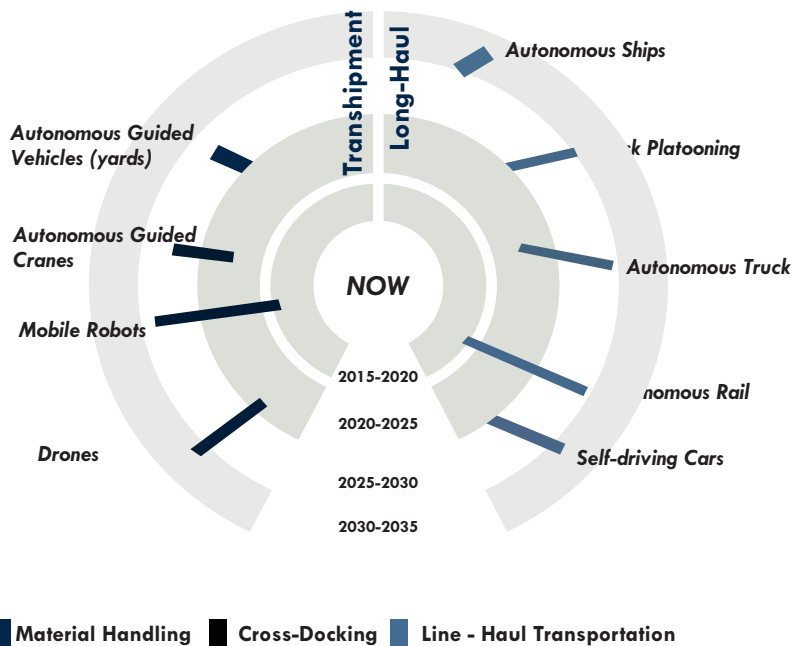 Transhipment
Long-Haul
Autonomous Ships
Autonomous Guided
Vehicles (yards)
k Platooning
Autonomous Guided
Cranes
Autonomous Truck
NOW
Mobile Robots
2015-2020
nomous Rail
2020-2025
Drones
Self-driving Cars
2025-2030
2030-2035
Material Handling
Cross-Docking
Line - Haul Transportation